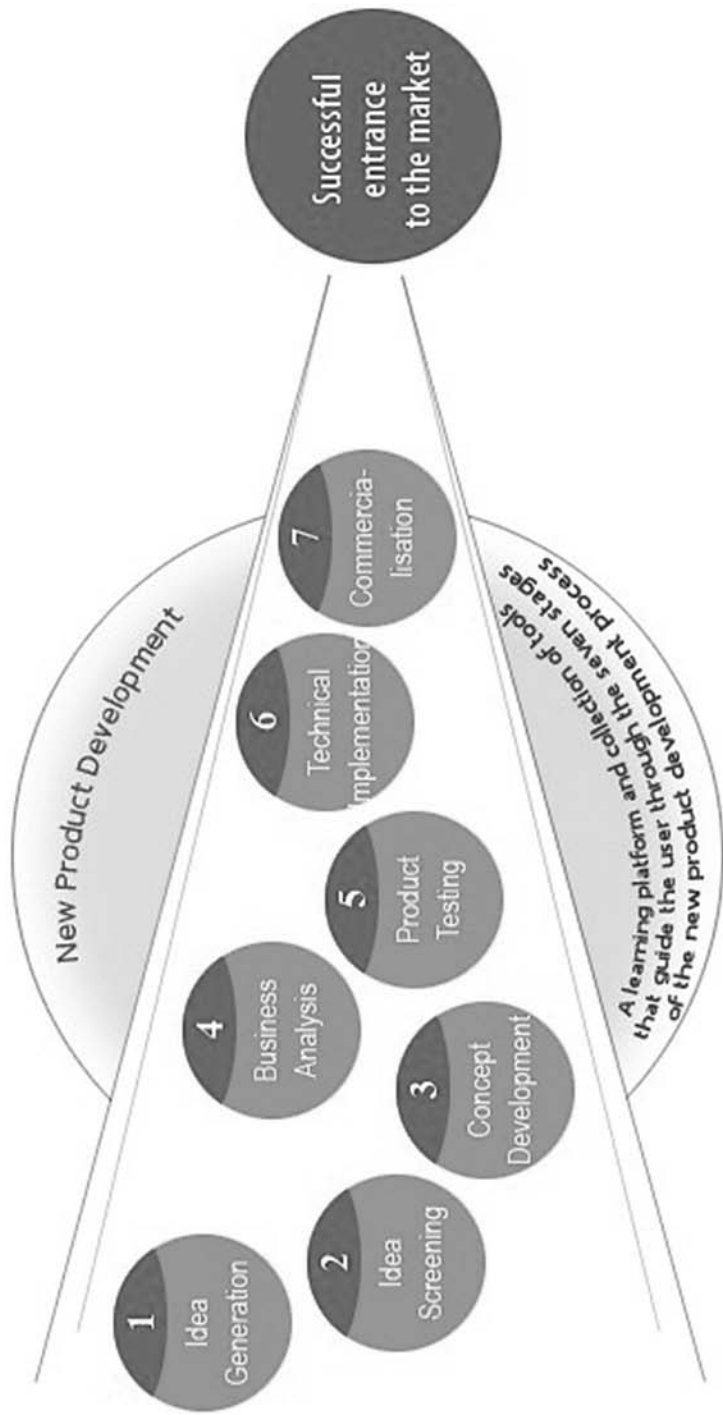 New Product Development
1
Idea
Generation
2
Idea
Screening
3
Concept
Development
4
Business
Analysis
5
Product
Testing
6
Technical
Implementation
7
Commercia-
lisation
Successful
entrance
to the market
A learning platform and collection of tools
that guide the user through the seven stages
of the new product development process